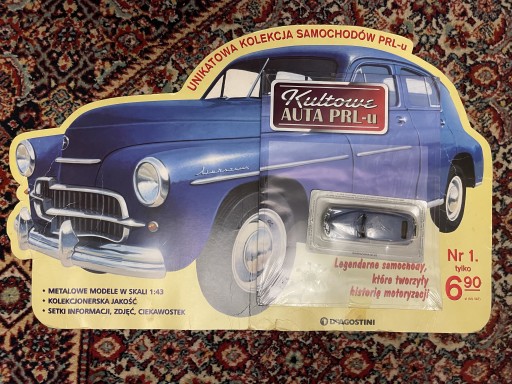 UNIKATOWA KOLEKCJA SAMOCHODÓW PRL-u
Kultowe
AUTA PRL-u
Warszawa
Legendarne samochody,
które tworzyły
historię motoryzacji
Nr 1.
tylko
6,90
• METALOWE MODELE W SKALI 1:43
• KOLEKCJONERSKA JAKOŚĆ
• SETKI INFORMACJI, ZDJĘĆ, CIEKAWOSTEK
DEAGOSTINI